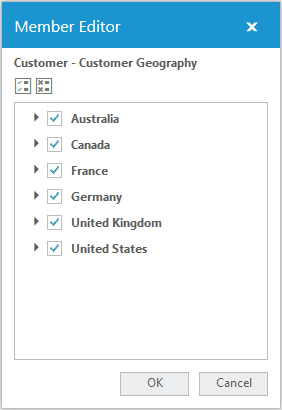 Member Editor
Customer - Customer Geography
Australia
Canada
France
Germany
United Kingdom
United States
OK
Cancel